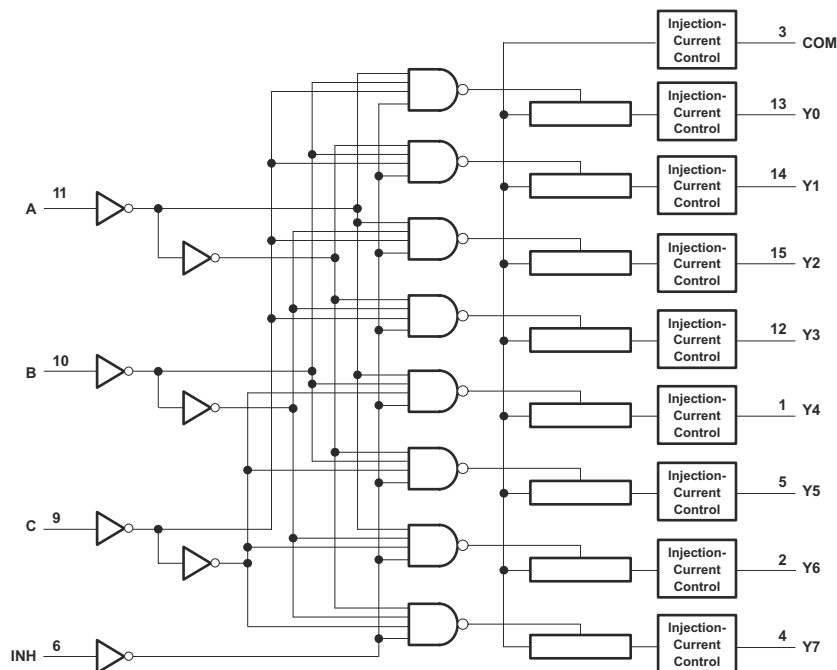 Injection-
Current
Control
3
COM
Injection-
Current
Control
13
Y0
Injection-
Current
Control
14
Y1
11
A
Injection-
Current
Control
15
Y2
Injection-
Current
Control
12
Y3
10
B
Injection-
Current
Control
1
Y4
Injection-
Current
Control
5
Y5
9
C
Injection-
Current
Control
2
Y6
6
INH
Injection-
Current
Control
4
Y7